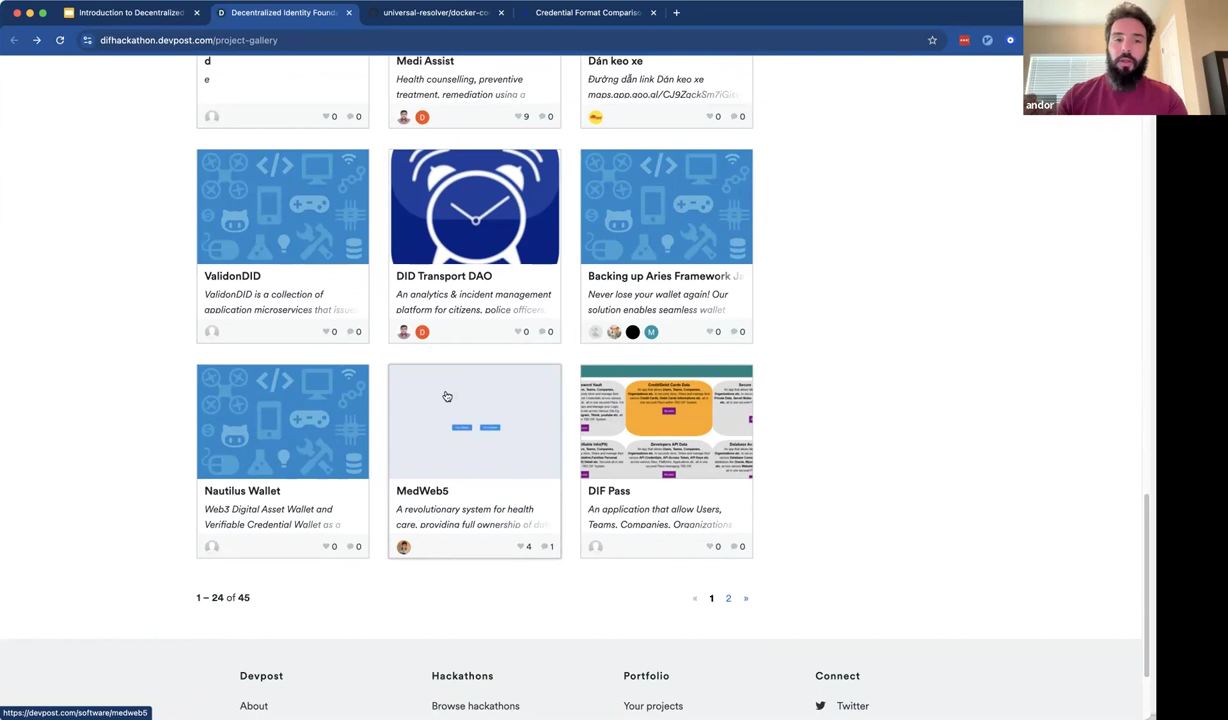 Introduction to Decentralized
Decentralized Identity Found
universal-resolver/docker-co
Credential Format Compariso
difhackathon.devpost.com/project-gallery
andor
d
e
0 0
Medi Assist
Health counselling, preventive
treatment, remediation using a
9 0
Dán keo xe
Đường dẫn link Dán keo xe
0 0
ValidonDID
ValidonDID is a collection of
application microservices that issues
0 0
DID Transport DAO
An analytics & incident management
platform for citizens, police officers,
D
0 0
Backing up Aries Framework Ja
Never lose your wallet again! Our
solution enables seamless wallet
M
0 0
Nautilus Wallet
Web3 Digital Asset Wallet and
Verifiable Credential Wallet as a
0 0
MedWeb5
A revolutionary system for health
care, providing full ownership of data
4 1
Credit/Debit Cards Data
DIF Pass
An application that allow Users,
Teams, Companies, Organizations
0 0
1 – 24 of 45
« 1 2 »
Devpost
Hackathons
Portfolio
Connect
About
Browse hackathons
Your projects
Twitter
https://devpost.com/software/medweb5